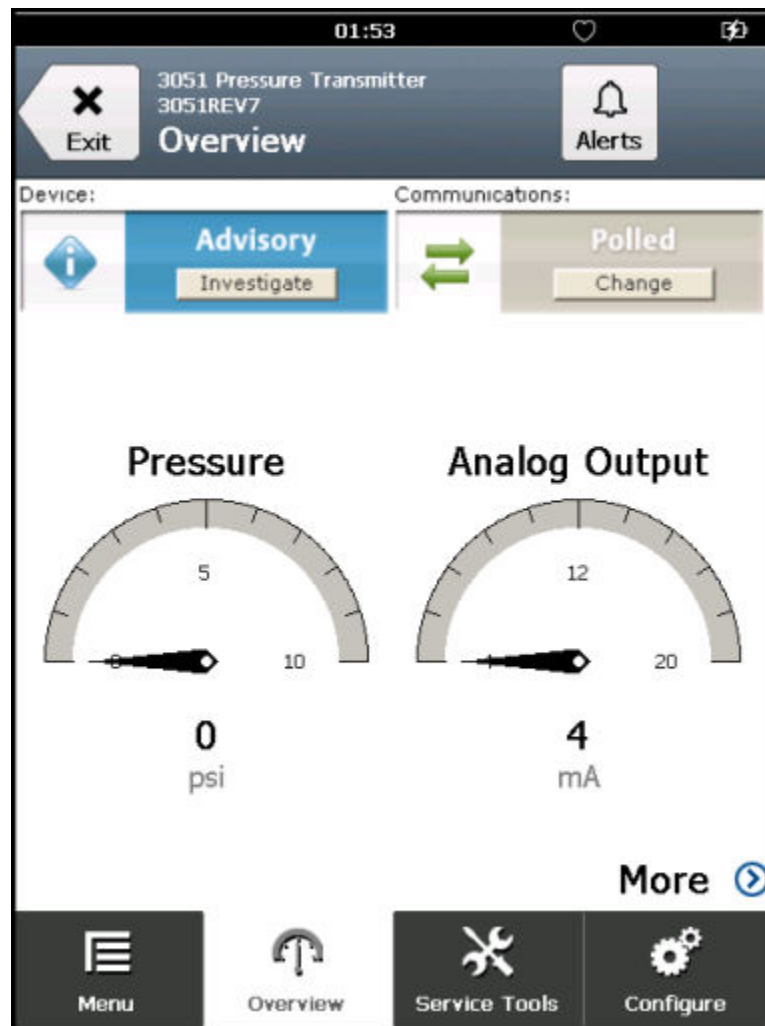 01:53
3051 Pressure Transmitter
3051REV7
Overview
Exit
Alerts
Device:
Communications:
Advisory
Investigate
Polled
Change
Pressure
5
10
0
psi
Analog Output
12
20
4
mA
More
Menu
Overview
Service Tools
Configure